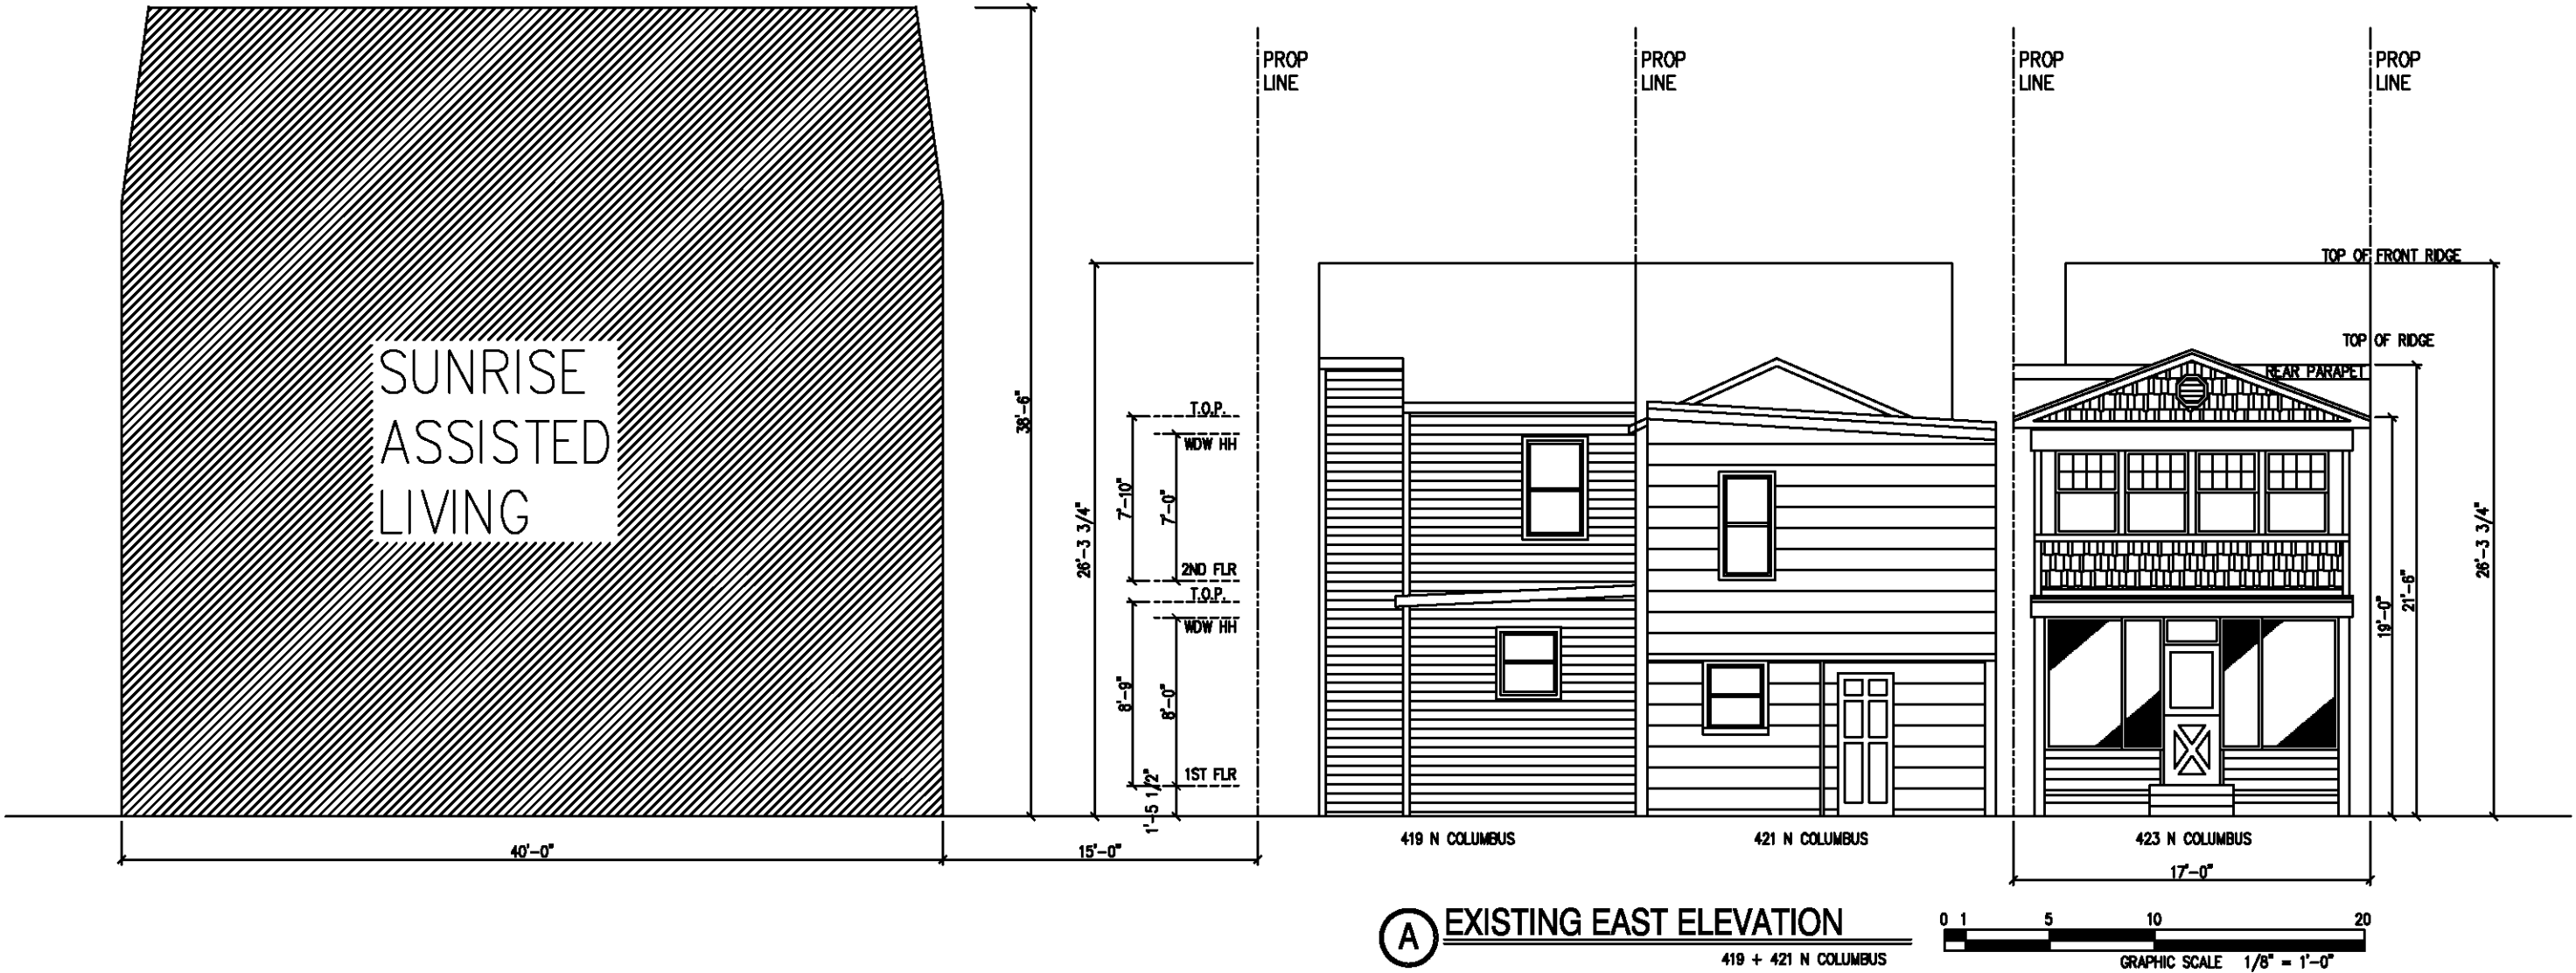 PROP
LINE
PROP
LINE
PROP
LINE
PROP
LINE
SUNRISE
ASSISTED
LIVING
38'-6"
26'-3 3/4"
T.O.P.
WDW HH
7'-10"
7'-0"
2ND FLR
T.O.P.
WDW HH
8'-9"
8'-0"
1ST FLR
1'-5 1/2"
TOP OF FRONT RIDGE
TOP OF RIDGE
REAR PARAPET
19'-0"
21'-6"
26'-3 3/4"
40'-0"
15'-0"
419 N COLUMBUS
421 N COLUMBUS
423 N COLUMBUS
17'-0"
A EXISTING EAST ELEVATION
419 + 421 N COLUMBUS
0 1 5 10 20
GRAPHIC SCALE 1/8" = 1'-0"